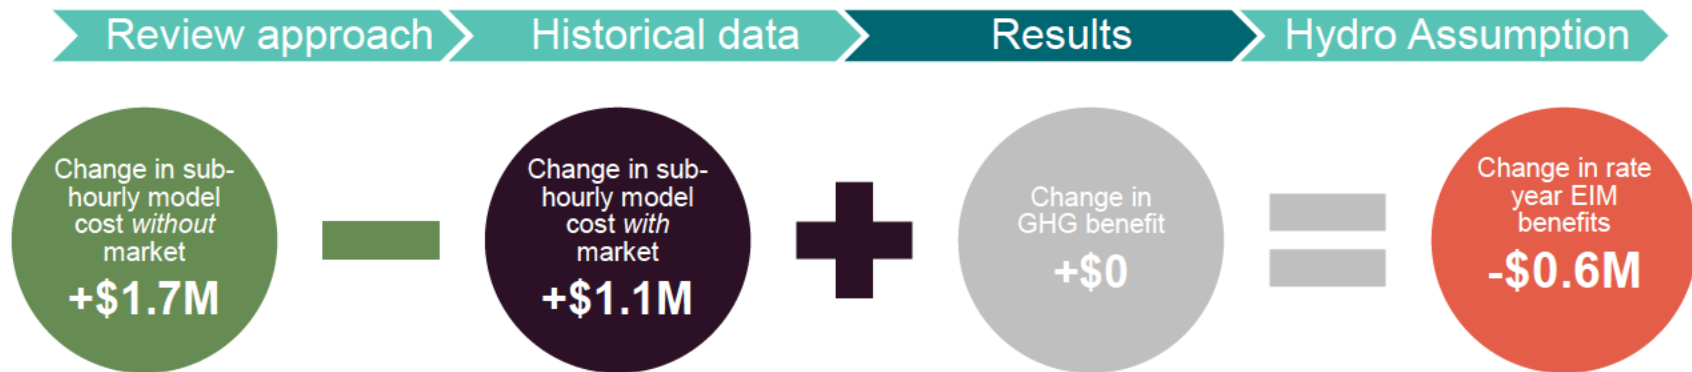 Review approach
Historical data
Results
Hydro Assumption
Change in sub-
hourly model
cost without
market
+$1.7M
Change in sub-
hourly model
cost with
market
+$1.1M
Change in
GHG benefit
+$0
Change in rate
year EIM
benefits
-$0.6M